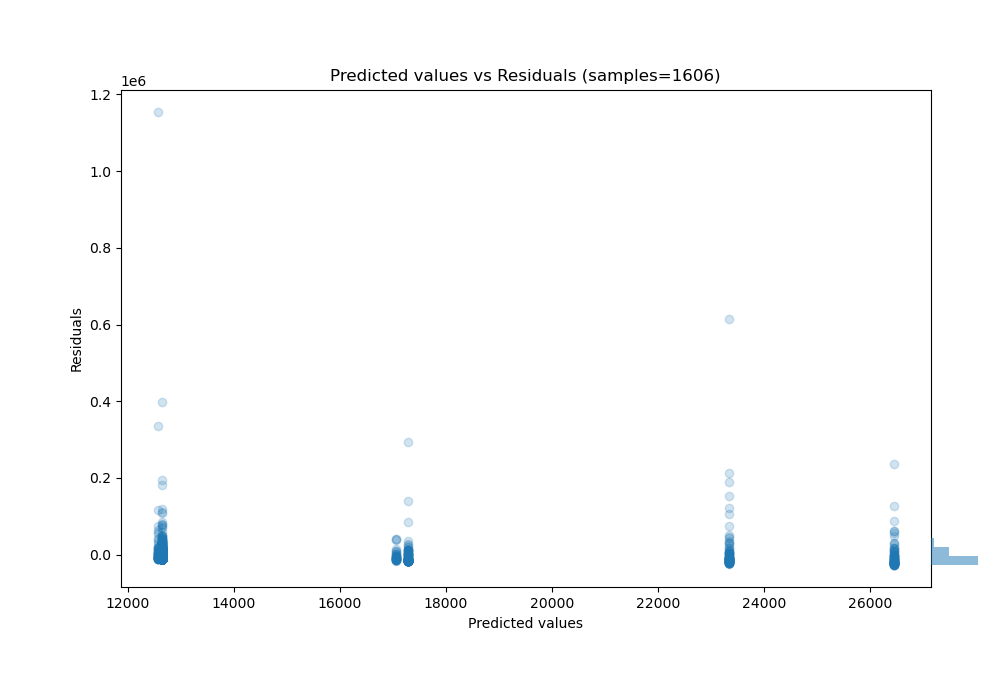 Predicted values vs Residuals (samples=1606)
1e6
1.2
1.0
0.8
0.6
0.4
0.2
0.0
Residuals
12000 14000 16000 18000 20000 22000 24000 26000
Predicted values